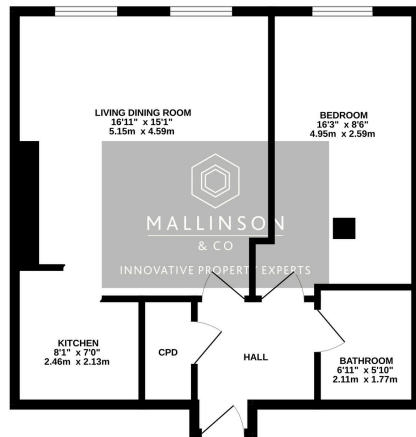 LIVING DINING ROOM
16'11" x 15'1"
5.15m x 4.59m
BEDROOM
16'3" x 8'6"
4.95m x 2.59m
MALLINSON
& CO
INNOVATIVE PROPERTY EXPERTS
KITCHEN
8'1" x 7'0"
2.46m x 2.13m
CPD
HALL
BATHROOM
6'11" x 5'10"
2.11m x 1.77m